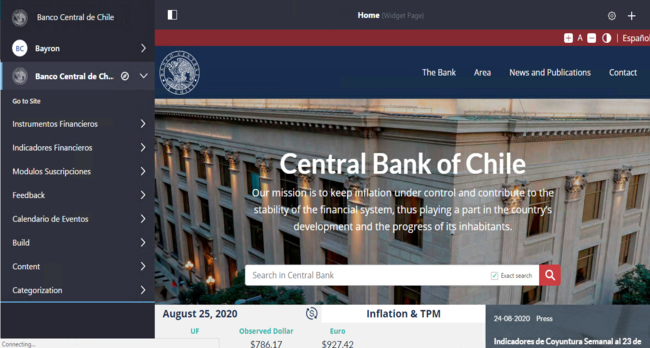 Banco Central de Chile
Home (Widget Page)
A
Español
BC Bayron
Banco Central de Ch...
The Bank Area News and Publications Contact
Go to Site
Instrumentos Financieros
Indicadores Financieros
Modulos Suscripciones
Feedback
Calendario de Eventos
Build
Content
Categorization
Central Bank of Chile
Our mission is to keep inflation under control and contribute to the
stability of the financial system, thus playing a part in the country's
development and the progress of its inhabitants.
Search in Central Bank Exact search
August 25, 2020 Inflation & TPM
UF Observed Dollar Euro
$786.17 $927.42
24-08-2020 Press
Indicadores de Coyuntura Semanal al 23 de
Connecting...